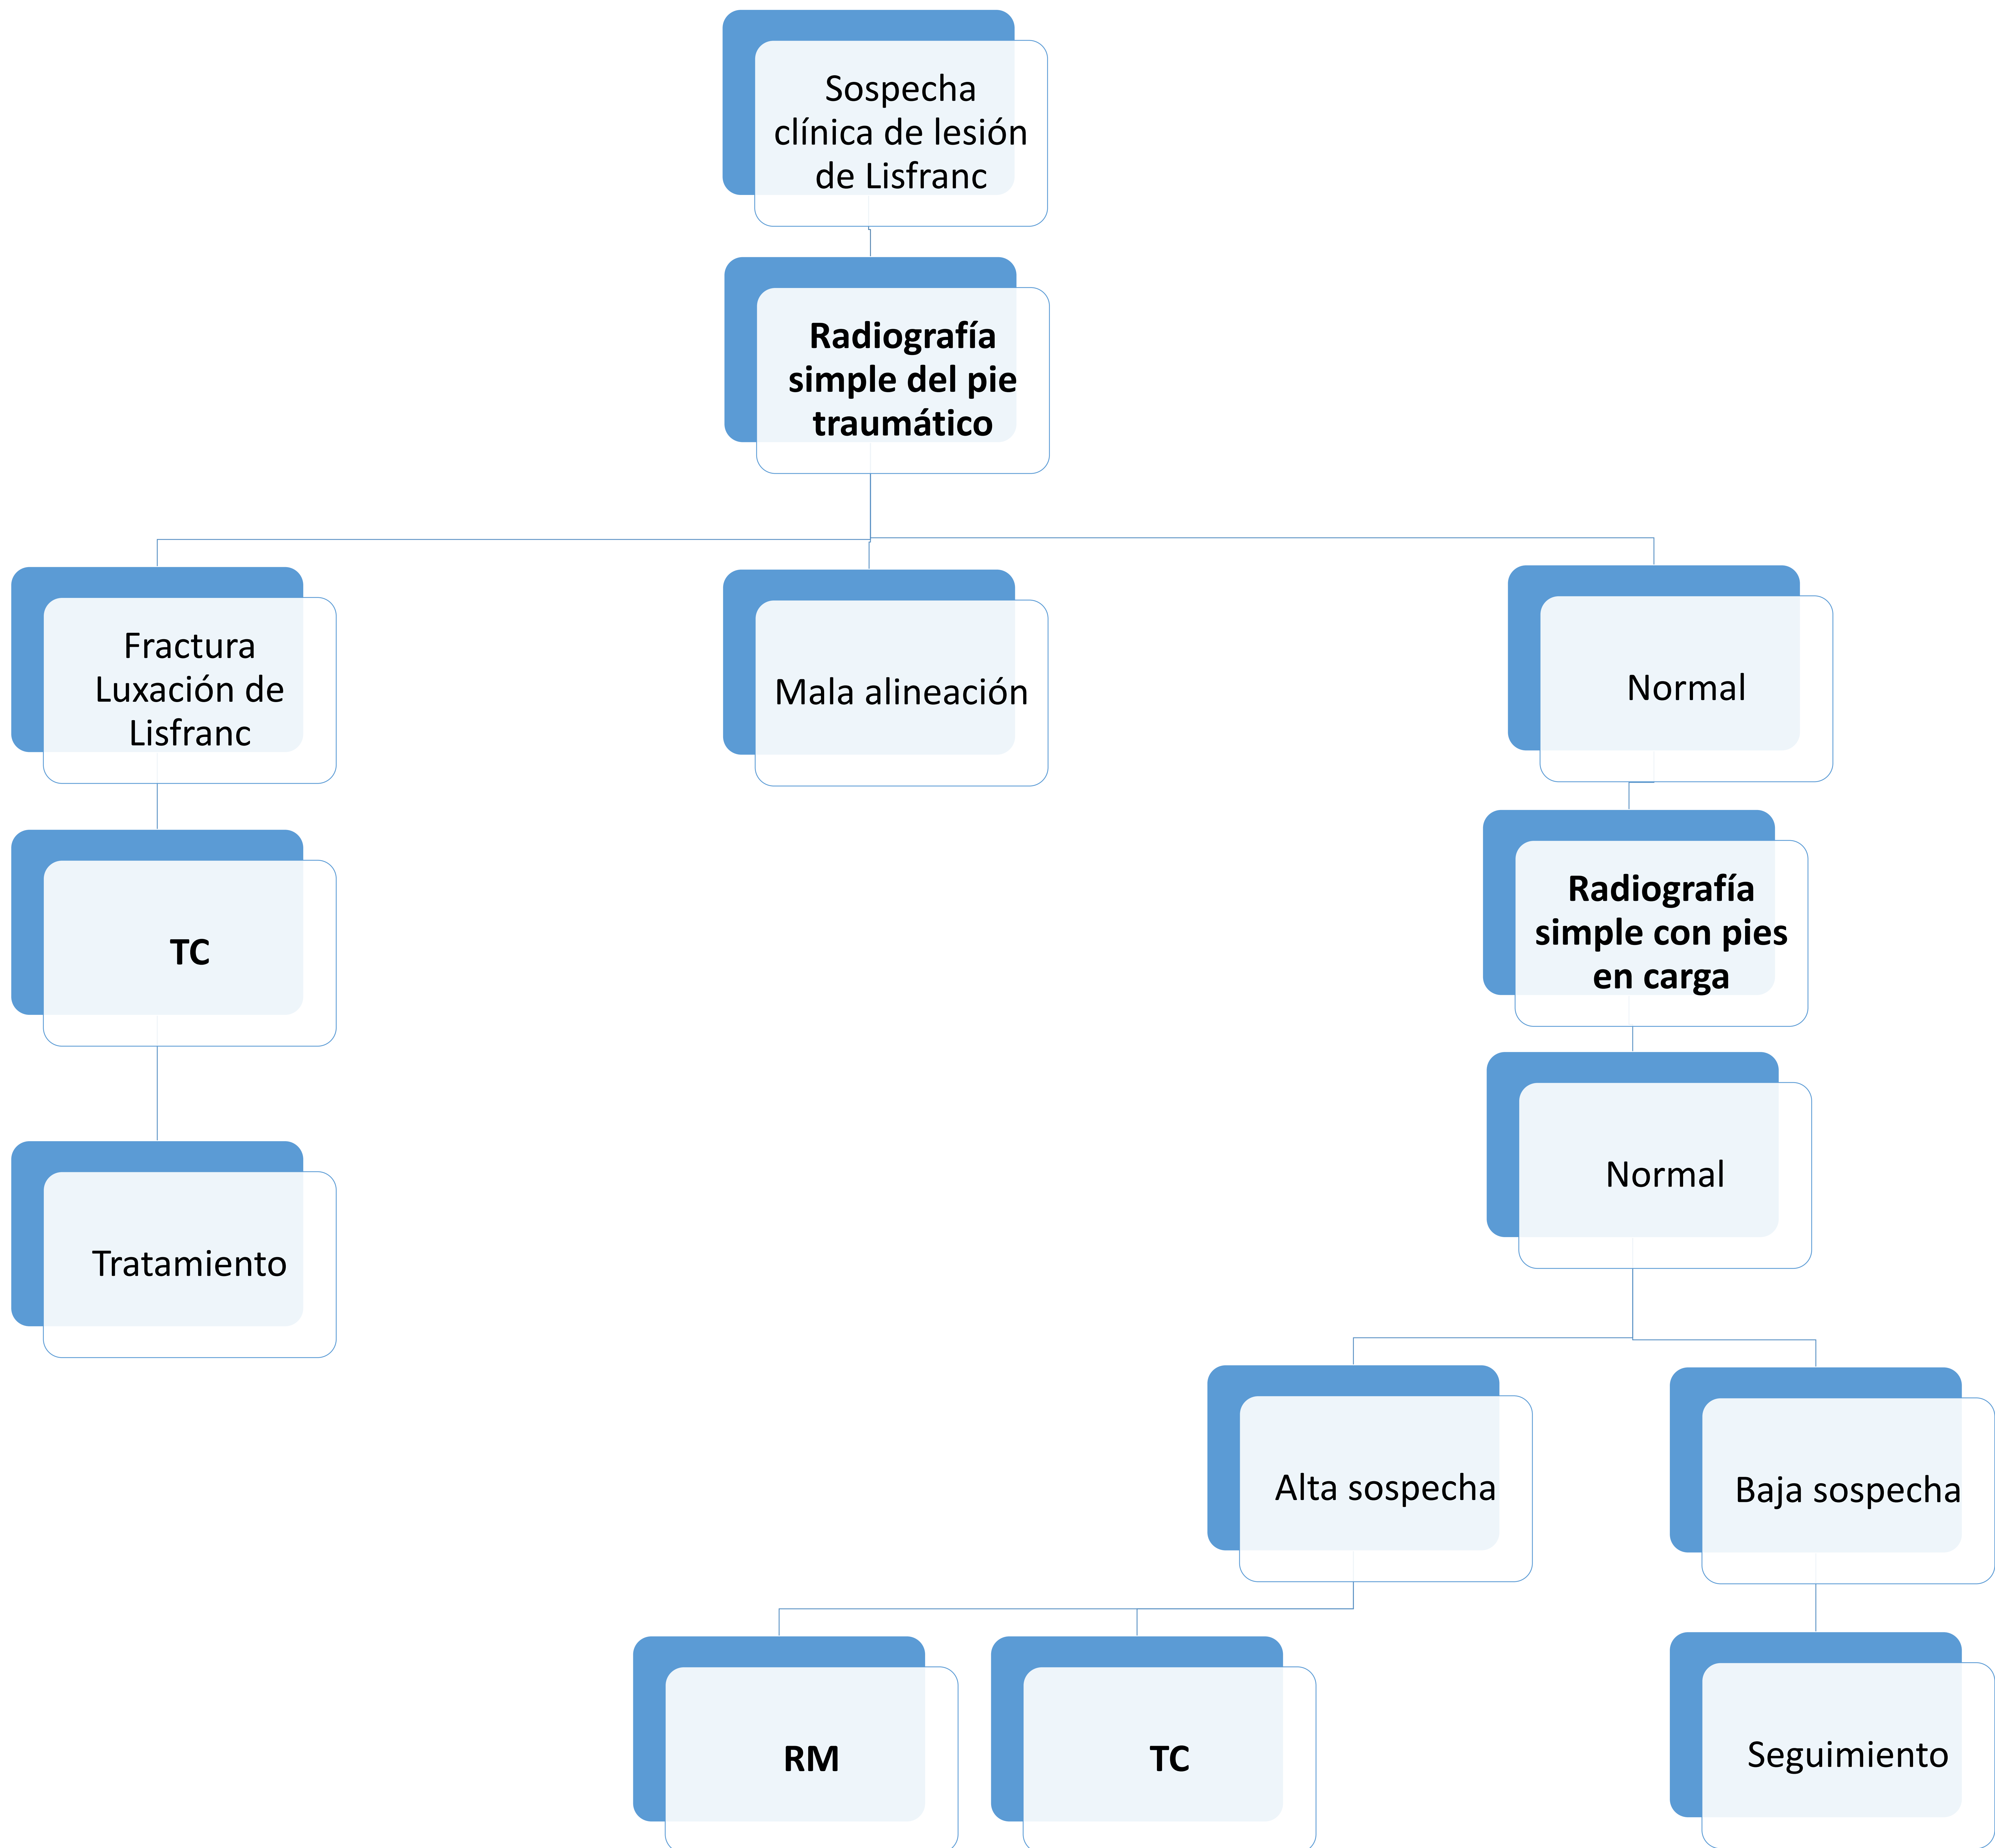 Sospecha
clínica de lesión
de Lisfranc
Radiografía
simple del pie
traumático
Fractura
Luxación de
Lisfranc
Mala alineación
Normal
TC
Radiografía
simple con pies
en carga
Tratamiento
Normal
Alta sospecha
Baja sospecha
RM
TC
Seguimiento